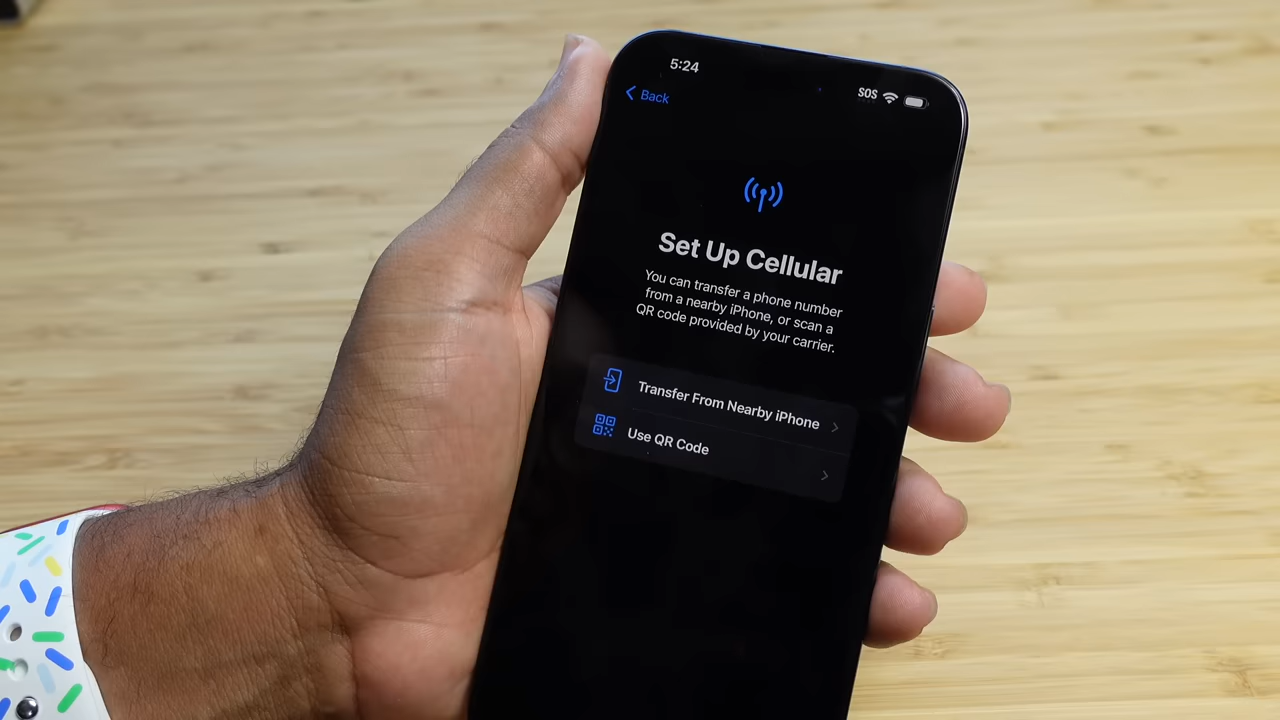 5:24
SOS
Back
Set Up Cellular
You can transfer a phone number
from a nearby iPhone, or scan a
QR code provided by your carrier.
Transfer From Nearby iPhone
Use QR Code